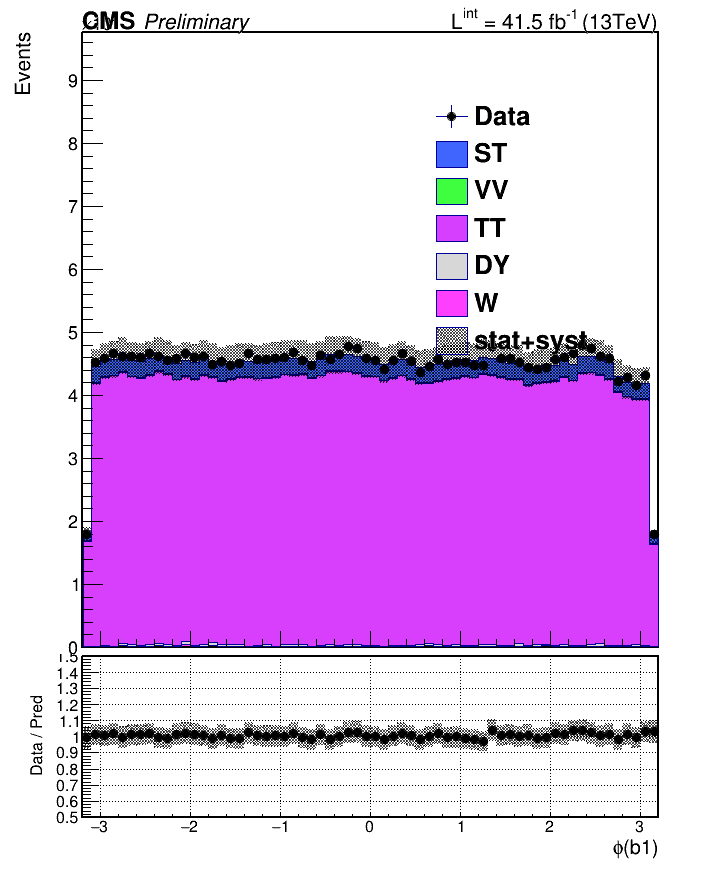 CMS Preliminary
L^int = 41.5 fb^-1 (13TeV)
Events
9
8
7
6
5
4
3
2
1
0
Data
ST
VV
TT
DY
W
stat+syst
Data / Pred
1.5
1.4
1.3
1.2
1.1
1
0.9
0.8
0.7
0.6
0.5
−3 −2 −1 0 1 2 3
ϕ(b1)